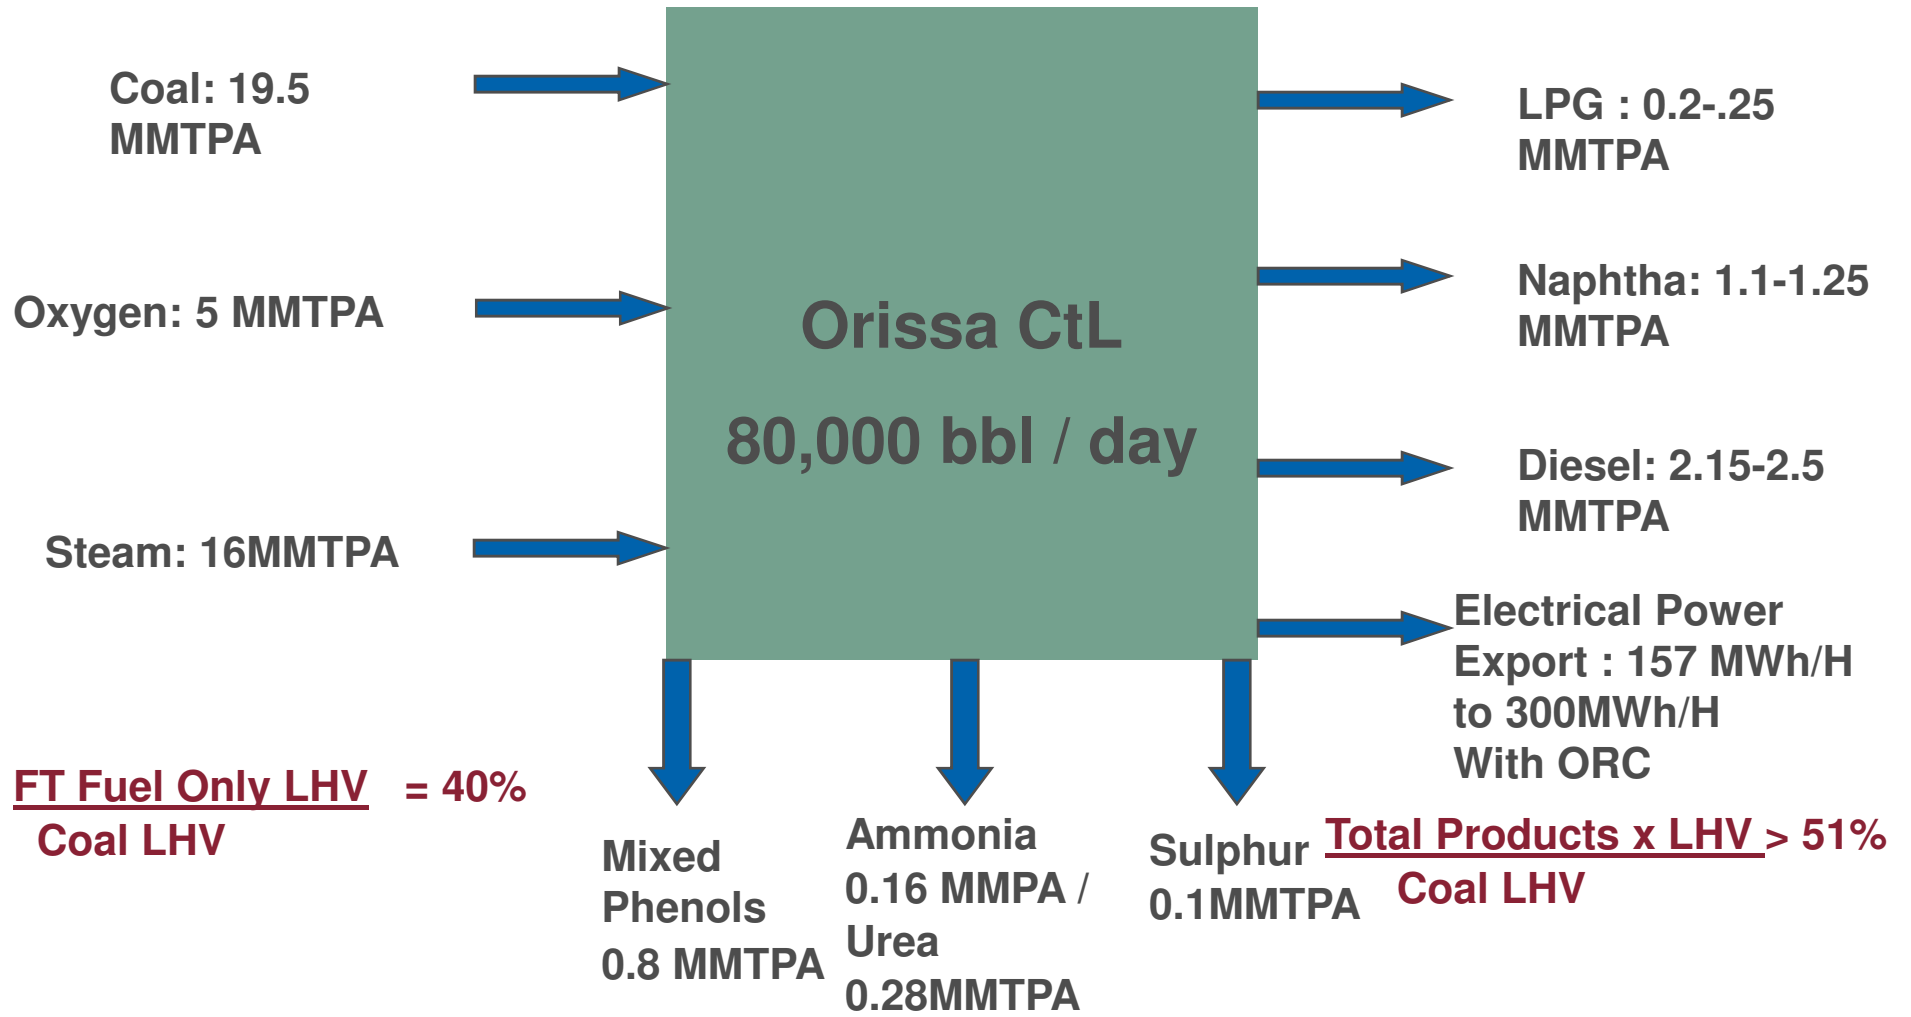 Coal: 19.5
MMTPA
Oxygen: 5 MMTPA
Steam: 16MMTPA
Orissa CtL
80,000 bbl / day
LPG : 0.2-.25
MMTPA
Naphtha: 1.1-1.25
MMTPA
Diesel: 2.15-2.5
MMTPA
Electrical Power
Export : 157 MWh/H
to 300MWh/H
With ORC
FT Fuel Only LHV = 40%
Coal LHV
Mixed
Phenols
0.8 MMTPA
Ammonia
0.16 MMPA /
Urea
0.28MMTPA
Sulphur
0.1MMTPA
Total Products x LHV > 51%
Coal LHV